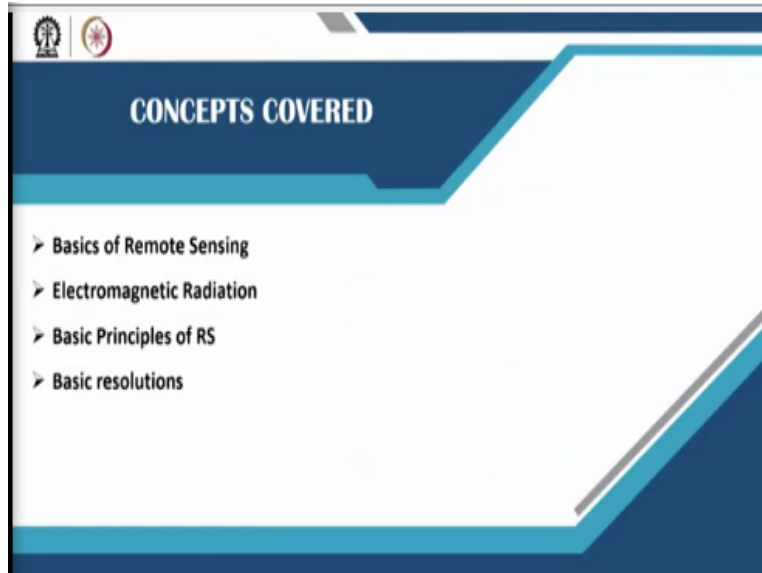 CONCEPTS COVERED
➤ Basics of Remote Sensing
➤ Electromagnetic Radiation
➤ Basic Principles of RS
➤ Basic resolutions